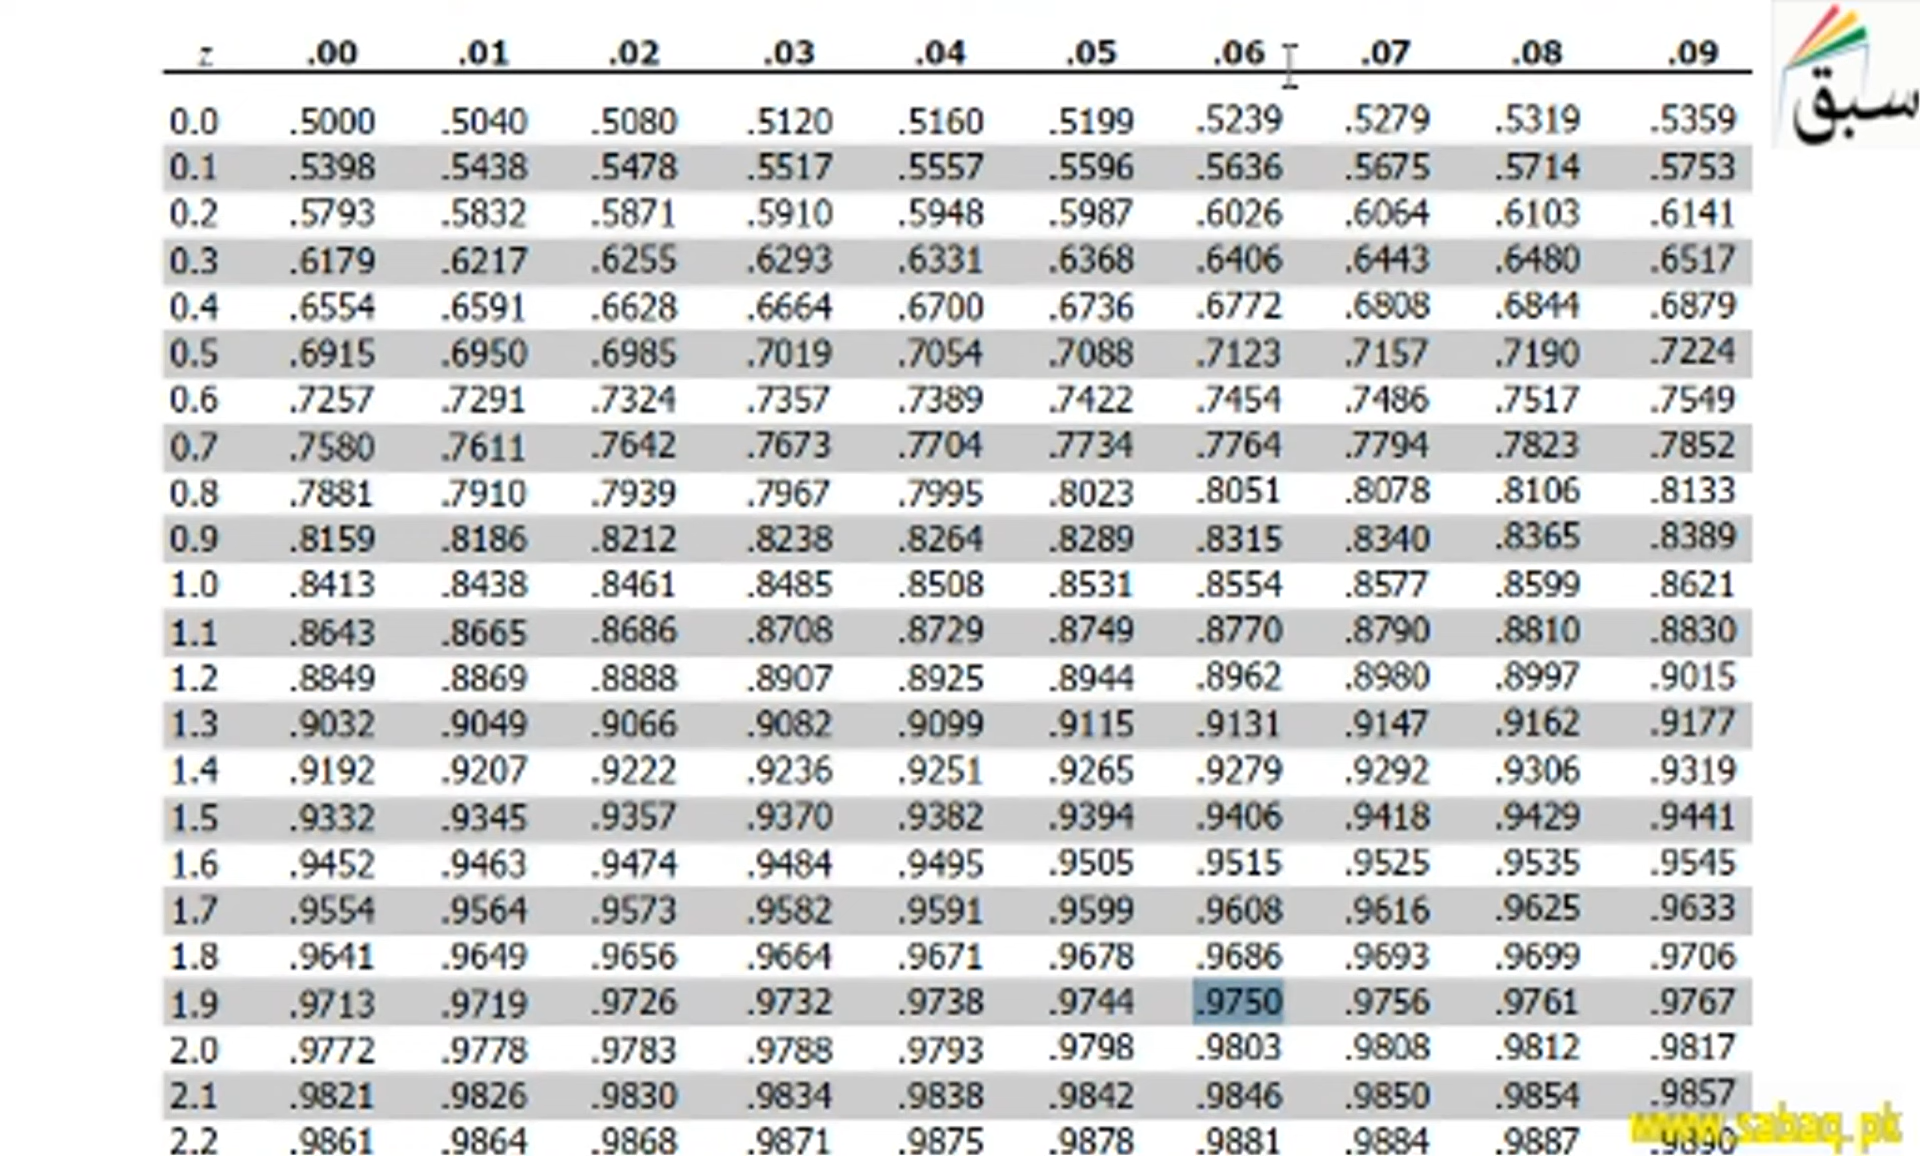 z .00 .01 .02 .03 .04 .05 .06 .07 .08 .09
سبق
0.0 .5000 .5040 .5080 .5120 .5160 .5199 .5239 .5279 .5319 .5359
0.1 .5398 .5438 .5478 .5517 .5557 .5596 .5636 .5675 .5714 .5753
0.2 .5793 .5832 .5871 .5910 .5948 .5987 .6026 .6064 .6103 .6141
0.3 .6179 .6217 .6255 .6293 .6331 .6368 .6406 .6443 .6480 .6517
0.4 .6554 .6591 .6628 .6664 .6700 .6736 .6772 .6808 .6844 .6879
0.5 .6915 .6950 .6985 .7019 .7054 .7088 .7123 .7157 .7190 .7224
0.6 .7257 .7291 .7324 .7357 .7389 .7422 .7454 .7486 .7517 .7549
0.7 .7580 .7611 .7642 .7673 .7704 .7734 .7764 .7794 .7823 .7852
0.8 .7881 .7910 .7939 .7967 .7995 .8023 .8051 .8078 .8106 .8133
0.9 .8159 .8186 .8212 .8238 .8264 .8289 .8315 .8340 .8365 .8389
1.0 .8413 .8438 .8461 .8485 .8508 .8531 .8554 .8577 .8599 .8621
1.1 .8643 .8665 .8686 .8708 .8729 .8749 .8770 .8790 .8810 .8830
1.2 .8849 .8869 .8888 .8907 .8925 .8944 .8962 .8980 .8997 .9015
1.3 .9032 .9049 .9066 .9082 .9099 .9115 .9131 .9147 .9162 .9177
1.4 .9192 .9207 .9222 .9236 .9251 .9265 .9279 .9292 .9306 .9319
1.5 .9332 .9345 .9357 .9370 .9382 .9394 .9406 .9418 .9429 .9441
1.6 .9452 .9463 .9474 .9484 .9495 .9505 .9515 .9525 .9535 .9545
1.7 .9554 .9564 .9573 .9582 .9591 .9599 .9608 .9616 .9625 .9633
1.8 .9641 .9649 .9656 .9664 .9671 .9678 .9686 .9693 .9699 .9706
1.9 .9713 .9719 .9726 .9732 .9738 .9744 .9750 .9756 .9761 .9767
2.0 .9772 .9778 .9783 .9788 .9793 .9798 .9803 .9808 .9812 .9817
2.1 .9821 .9826 .9830 .9834 .9838 .9842 .9846 .9850 .9854 .9857
2.2 .9861 .9864 .9868 .9871 .9875 .9878 .9881 .9884 .9887 .9890
www.sabaq.pk